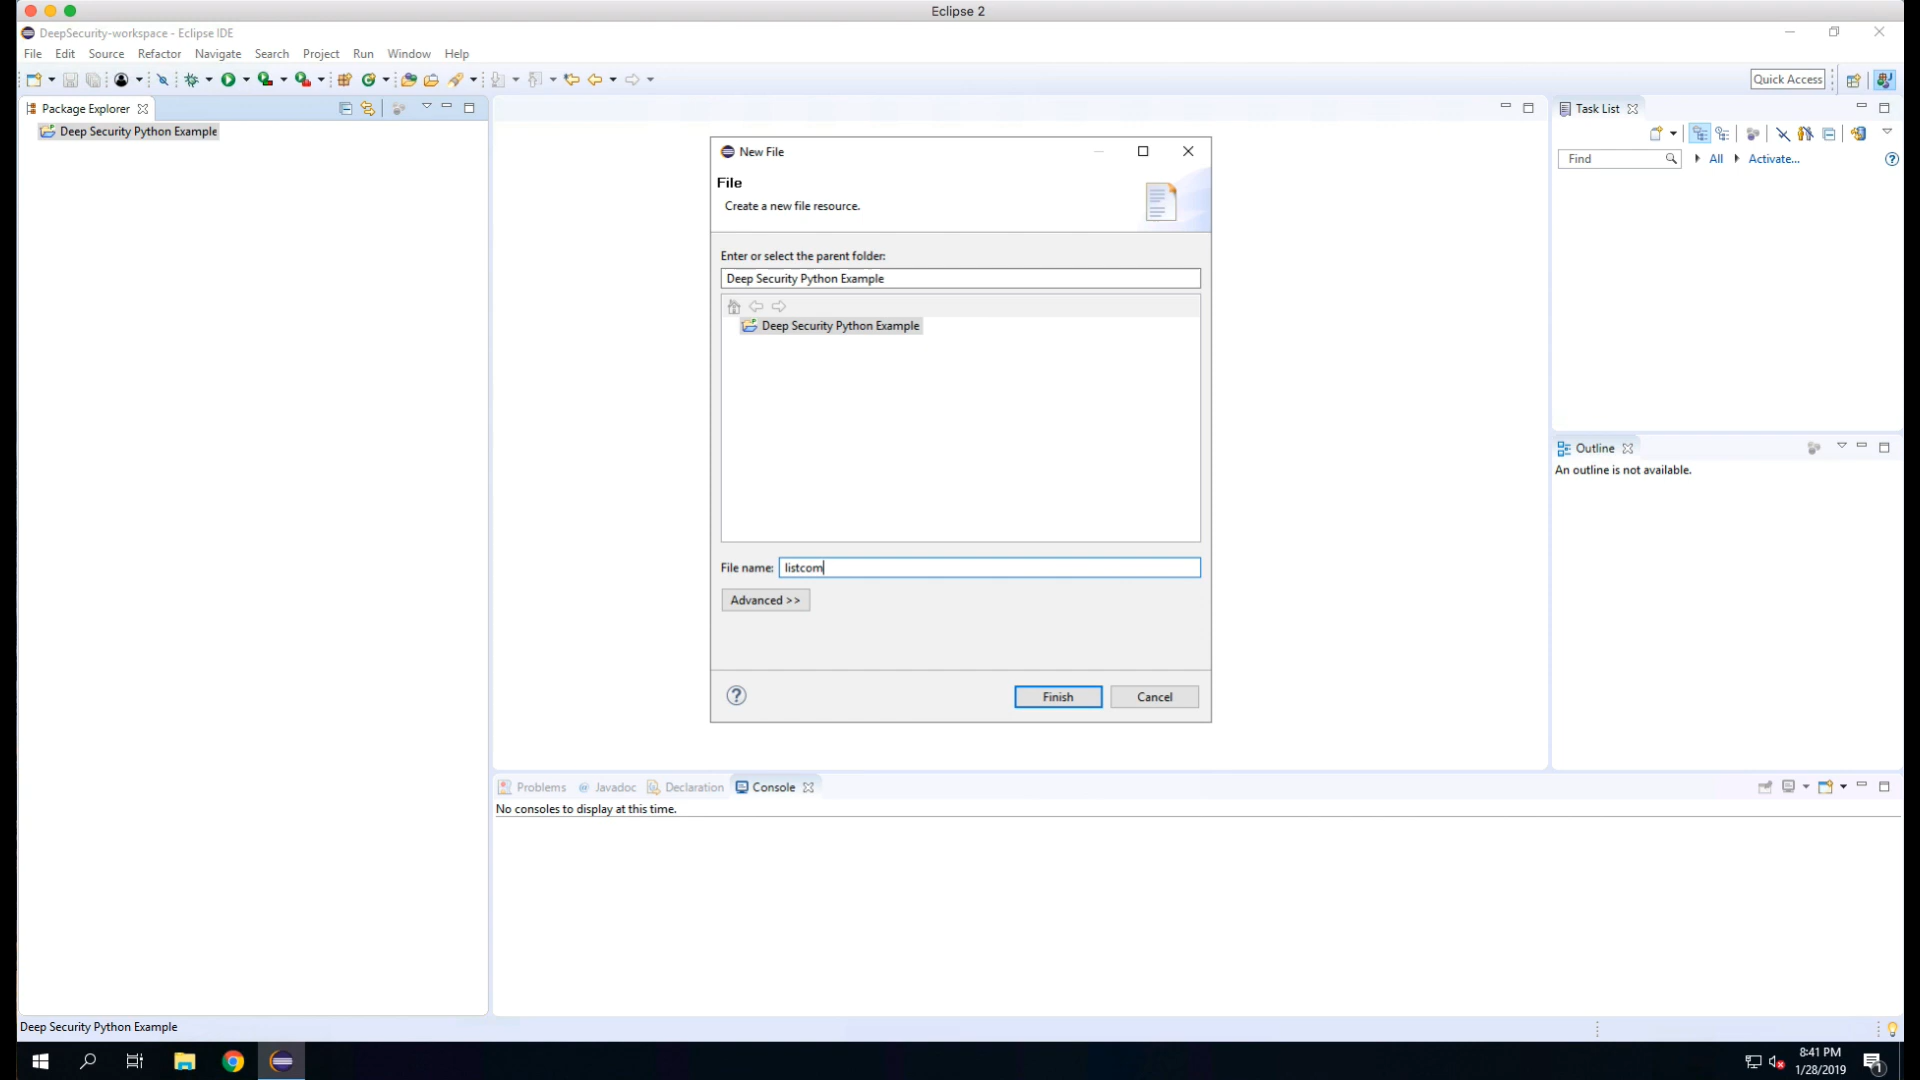 Eclipse 2
DeepSecurity-workspace - Eclipse IDE
File Edit Source Refactor Navigate Search Project Run Window Help
Quick Access
Package Explorer
Deep Security Python Example
Task List
Find All Activate...
New File
File
Create a new file resource.
Enter or select the parent folder:
Deep Security Python Example
Deep Security Python Example
Outline
An outline is not available.
File name: listcom
Advanced >>
Finish Cancel
Problems Javadoc Declaration Console
No consoles to display at this time.
Deep Security Python Example
8:41 PM
1/28/2019